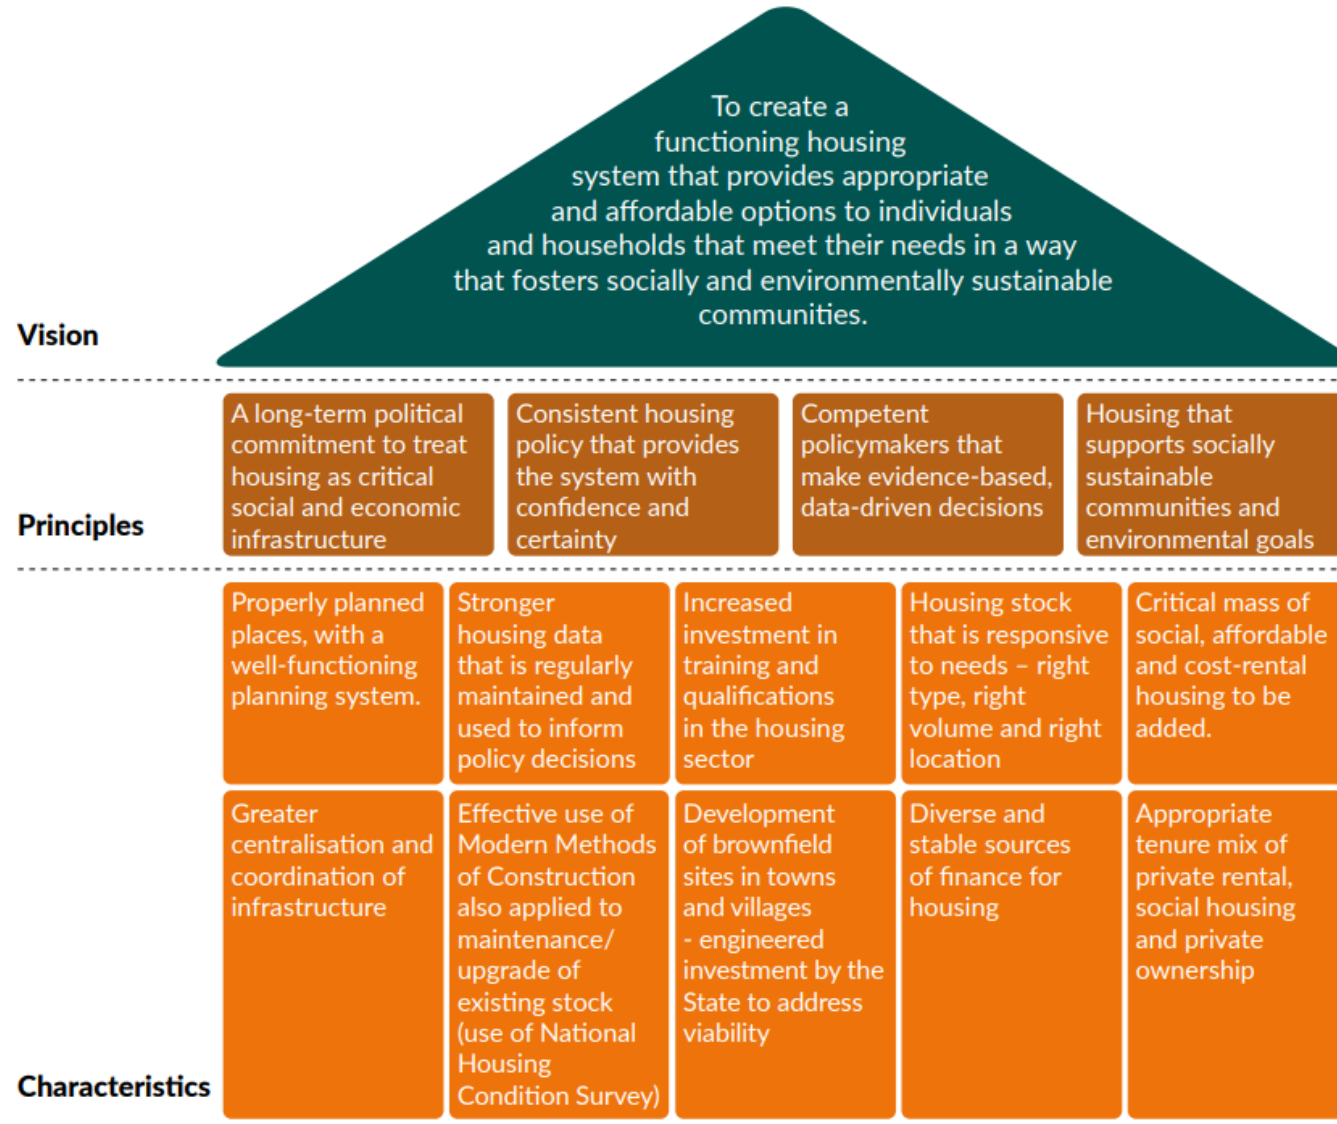 To create a
functioning housing
system that provides appropriate
and affordable options to individuals
and households that meet their needs in a way
that fosters socially and environmentally sustainable
communities.
Vision
A long-term political
commitment to treat
housing as critical
social and economic
infrastructure
Consistent housing
policy that provides
the system with
confidence and
certainty
Competent
policymakers that
make evidence-based,
data-driven decisions
Housing that
supports socially
sustainable
communities and
environmental goals
Principles
Properly planned
places, with a
well-functioning
planning system.
Stronger
housing data
that is regularly
maintained and
used to inform
policy decisions
Increased
investment in
training and
qualifications
in the housing
sector
Housing stock
that is responsive
to needs – right
type, right
volume and right
location
Critical mass of
social, affordable
and cost-rental
housing to be
added.
Greater
centralisation and
coordination of
infrastructure
Effective use of
Modern Methods
of Construction
also applied to
maintenance/
upgrade of
existing stock
(use of National
Housing
Condition Survey)
Development
of brownfield
sites in towns
and villages
- engineered
investment by the
State to address
viability
Diverse and
stable sources
of finance for
housing
Appropriate
tenure mix of
private rental,
social housing
and private
ownership
Characteristics